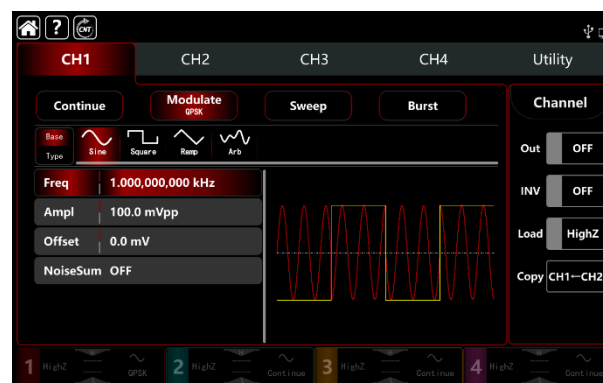 ? CNT
CH1 CH2 CH3 CH4 Utility
Continue Modulate QPSK Sweep Burst Channel
Base Type Sine Square Ramp Arb
Out OFF
Freq 1.000,000,000 kHz
INV OFF
Ampl 100.0 mVpp
Offset 0.0 mV
Load HighZ
NoiseSum OFF
Copy CH1←CH2
1 HighZ QPSK 2 HighZ Continue 3 HighZ Continue 4 HighZ Continue